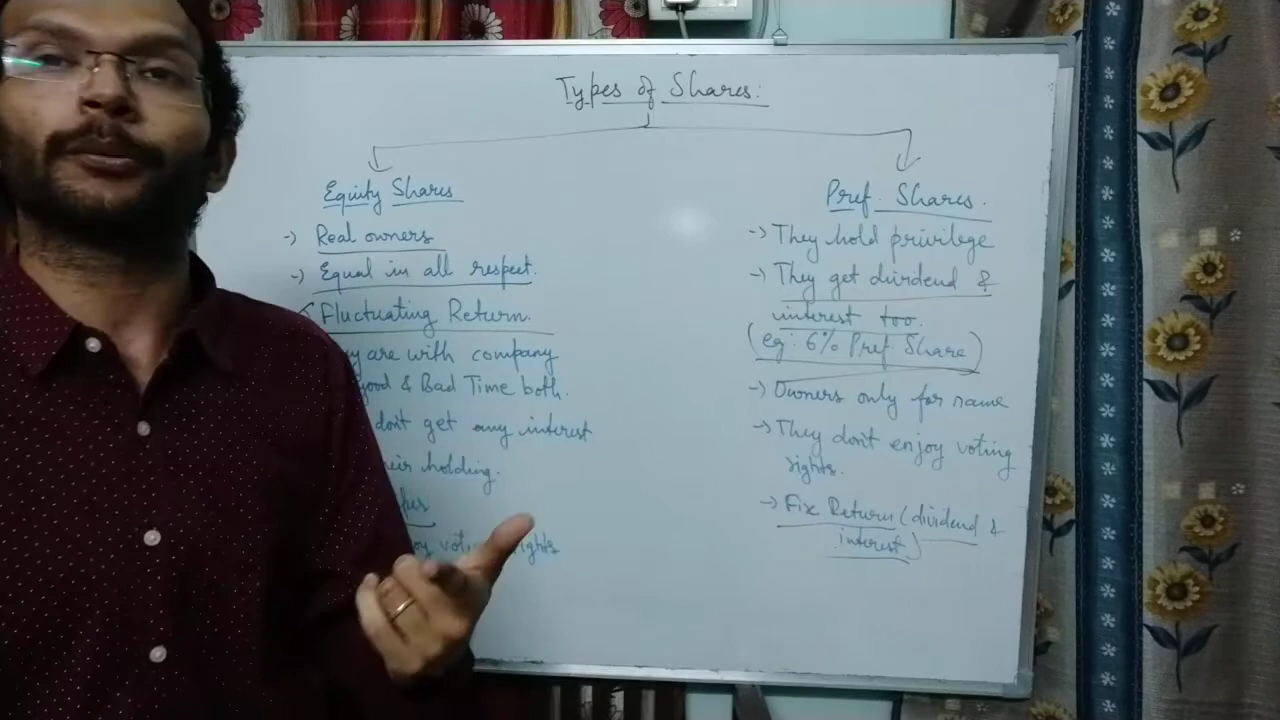 Types of Shares:
Equity Shares
-) Real owners
-) Equal in all respect.
Fluctuating Return.
are with company
& Bad Time both.
don't get any interest
holding.
rights
Pref. Shares.
-> They hold privilege
-> They get dividend &
interest too.
(eg: 6% Pref. Share)
-> Owners only for name
-> They don't enjoy voting
rights.
-> Fix Return (dividend &
interest)